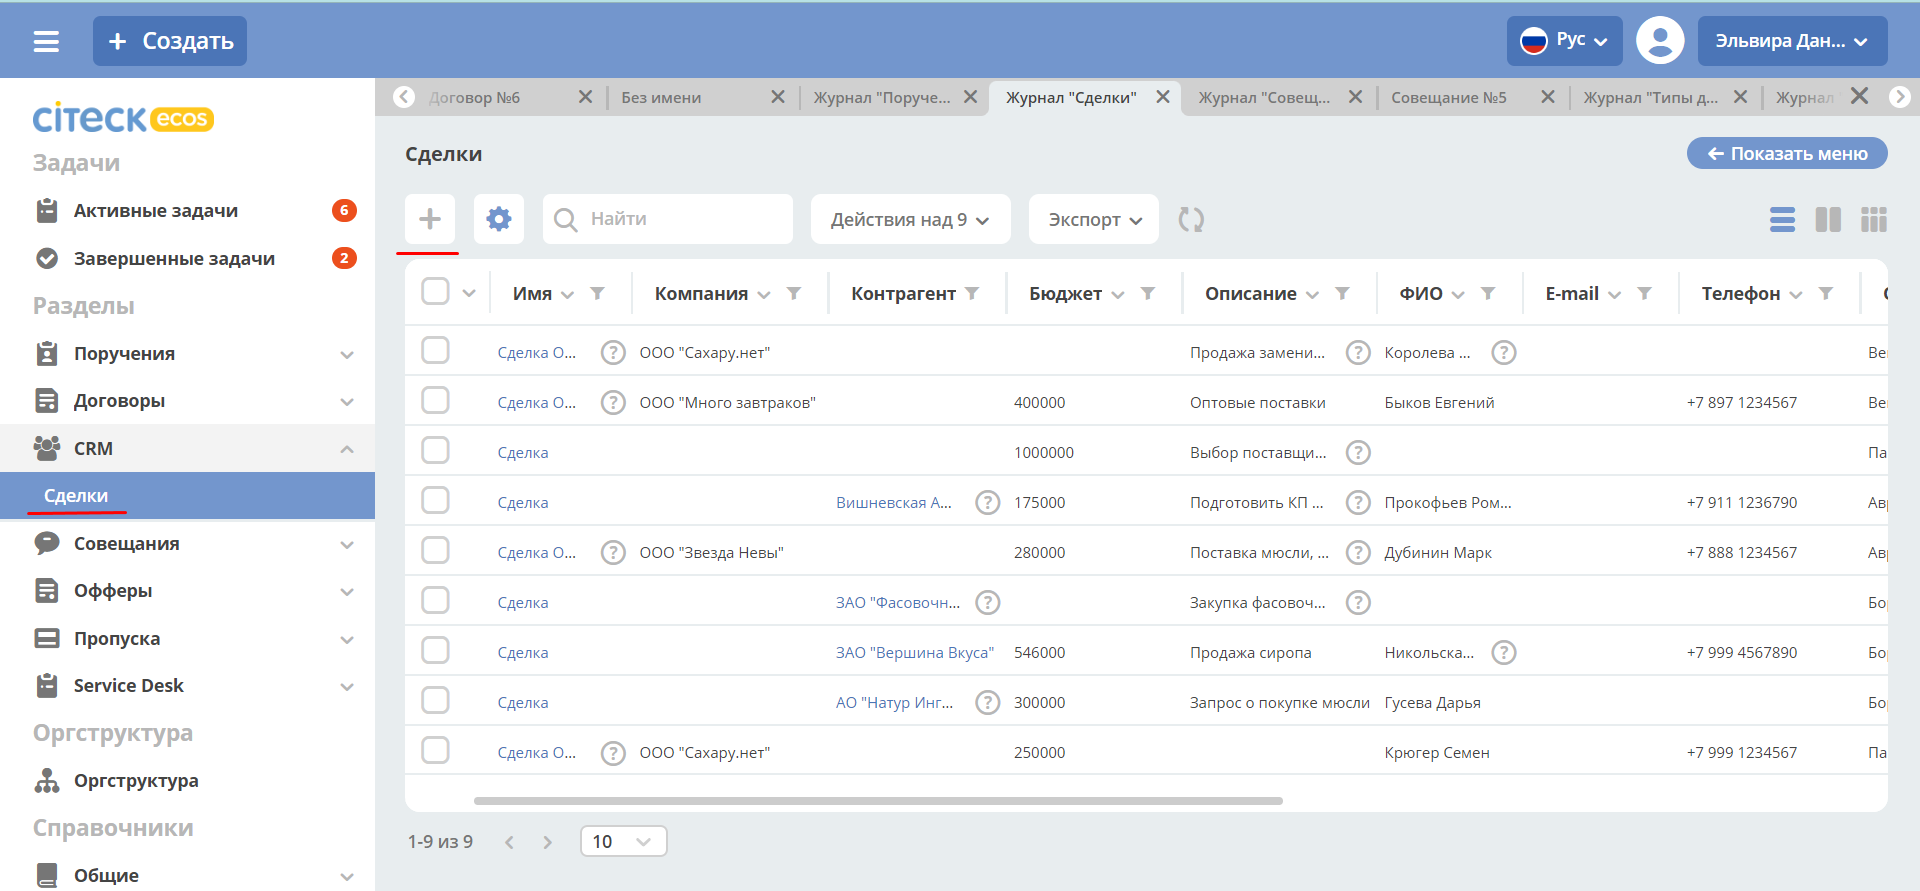 + Создать
Рус
Эльвира Дан...
citeck ecos
Задачи
Активные задачи 6
Завершенные задачи 2
Разделы
Поручения
Договоры
CRM
Сделки
Совещания
Офферы
Пропуска
Service Desk
Оргструктура
Оргструктура
Справочники
Общие
Договор №6
Без имени
Журнал "Поруче...
Журнал "Сделки"
Журнал "Совещ...
Совещание №5
Журнал "Типы д...
Журнал
Сделки
Показать меню
Найти
Действия над 9
Экспорт
Имя Компания Контрагент Бюджет Описание ФИО E-mail Телефон
Сделка О... ? ООО "Сахару.нет" Продажа замени... ? Королева ... ? Ве
Сделка О... ? ООО "Много завтраков" 400000 Оптовые поставки Быков Евгений +7 897 1234567 Ве
Сделка 1000000 Выбор поставщи... ? Па
Сделка Вишневская А... ? 175000 Подготовить КП ... ? Прокофьев Ром... +7 911 1236790 Ав
Сделка О... ? ООО "Звезда Невы" 280000 Поставка мюсли, ... ? Дубинин Марк +7 888 1234567 Ав
Сделка ЗАО "Фасовочн... ? Закупка фасовоч... ? Бо
Сделка ЗАО "Вершина Вкуса" 546000 Продажа сиропа Никольска... ? +7 999 4567890 Бо
Сделка АО "Натур Инг... ? 300000 Запрос о покупке мюсли Гусева Дарья Бо
Сделка О... ? ООО "Сахару.нет" 250000 Крюгер Семен +7 999 1234567 Па
1-9 из 9
10